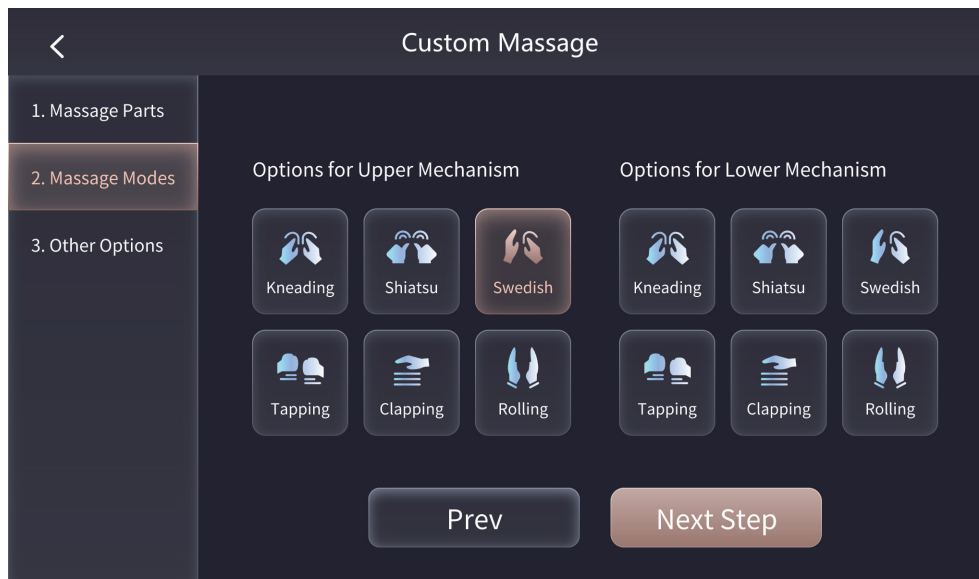 Custom Massage
1. Massage Parts
2. Massage Modes
3. Other Options
Options for Upper Mechanism
Kneading
Shiatsu
Swedish
Tapping
Clapping
Rolling
Options for Lower Mechanism
Kneading
Shiatsu
Swedish
Tapping
Clapping
Rolling
Prev
Next Step